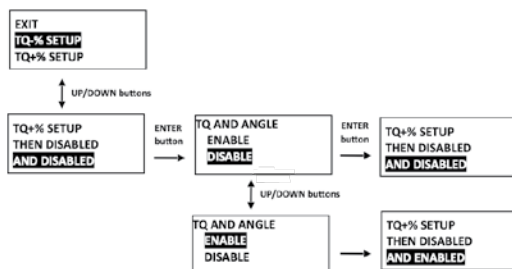 EXIT
TQ-% SETUP
TQ+% SETUP
UP/DOWN buttons
TQ+% SETUP
THEN DISABLED
AND DISABLED
ENTER
button
TQ AND ANGLE
ENABLE
DISABLE
ENTER
button
TQ+% SETUP
THEN DISABLED
AND DISABLED
UP/DOWN buttons
TQ AND ANGLE
ENABLE
DISABLE
TQ+% SETUP
THEN DISABLED
AND ENABLED